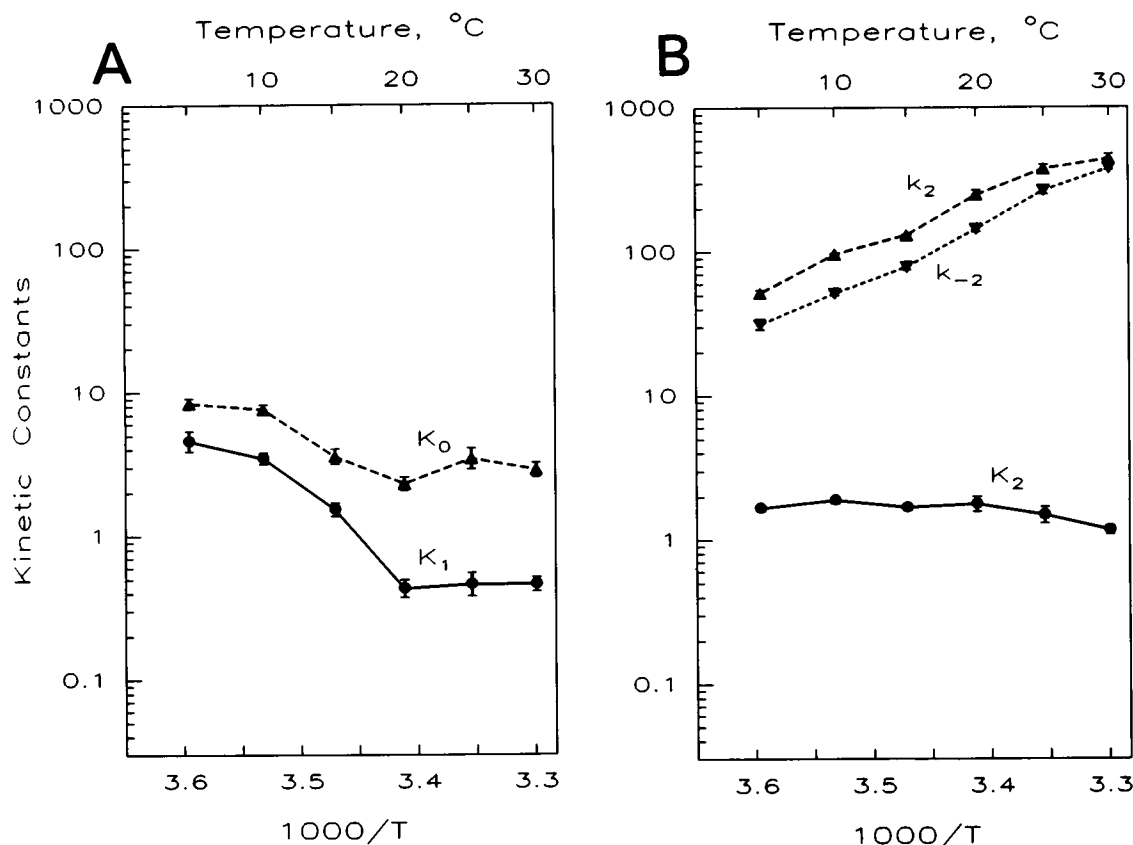 A
Temperature, °C
10 20 30
1000
100
10
1
0.1
Kinetic Constants
K₀
K₁
3.6 3.5 3.4 3.3
1000/T
B
Temperature, °C
10 20 30
1000
100
10
1
0.1
k₂
k₋₂
K₂
3.6 3.5 3.4 3.3
1000/T